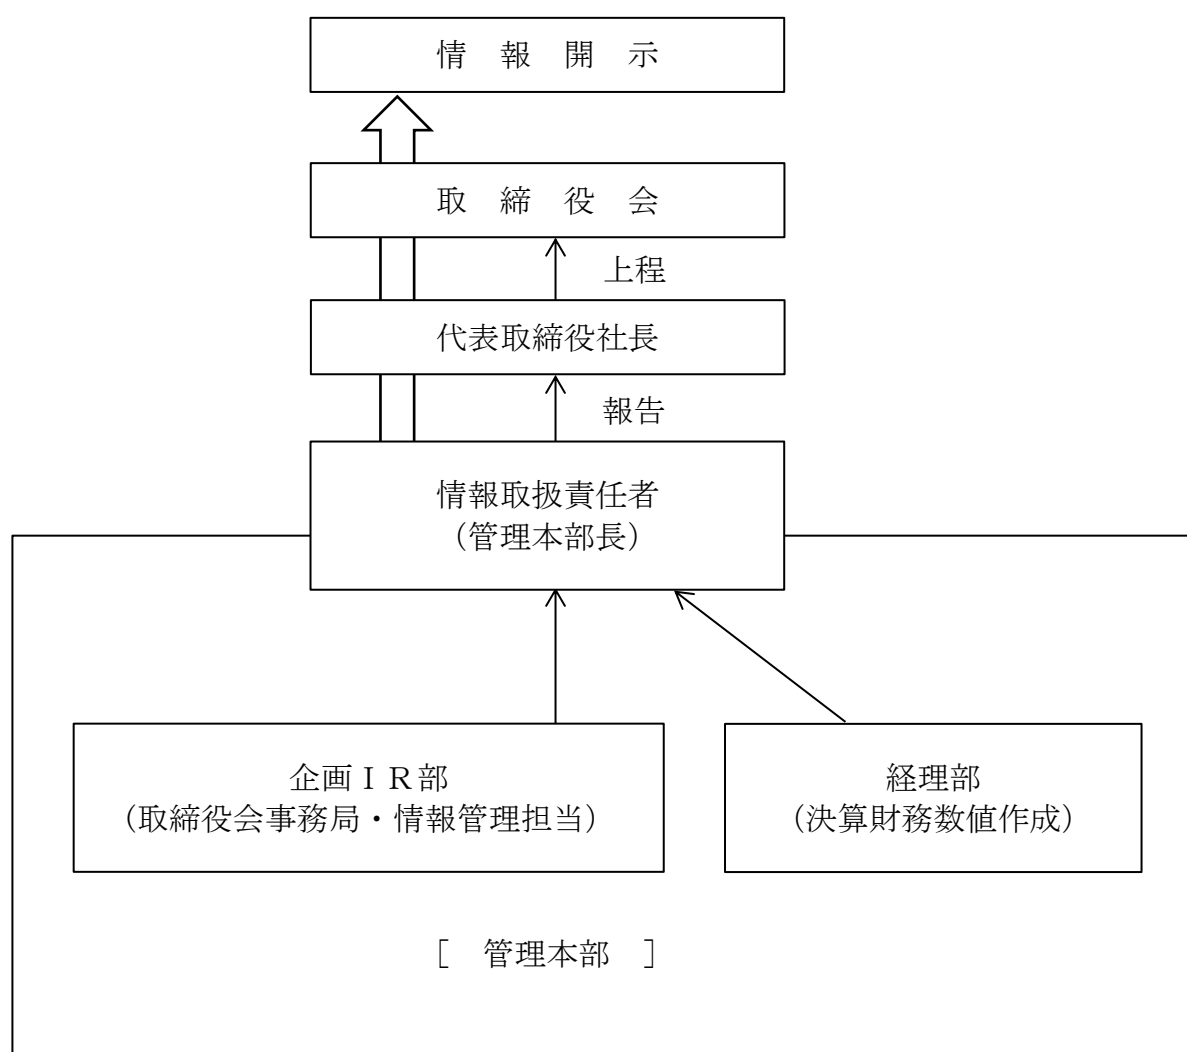 情　報　開　示
取　締　役　会
上程
代表取締役社長
報告
情報取扱責任者
（管理本部長）
企画ＩＲ部
（取締役会事務局・情報管理担当）
経理部
（決算財務数値作成）
［　管理本部　］